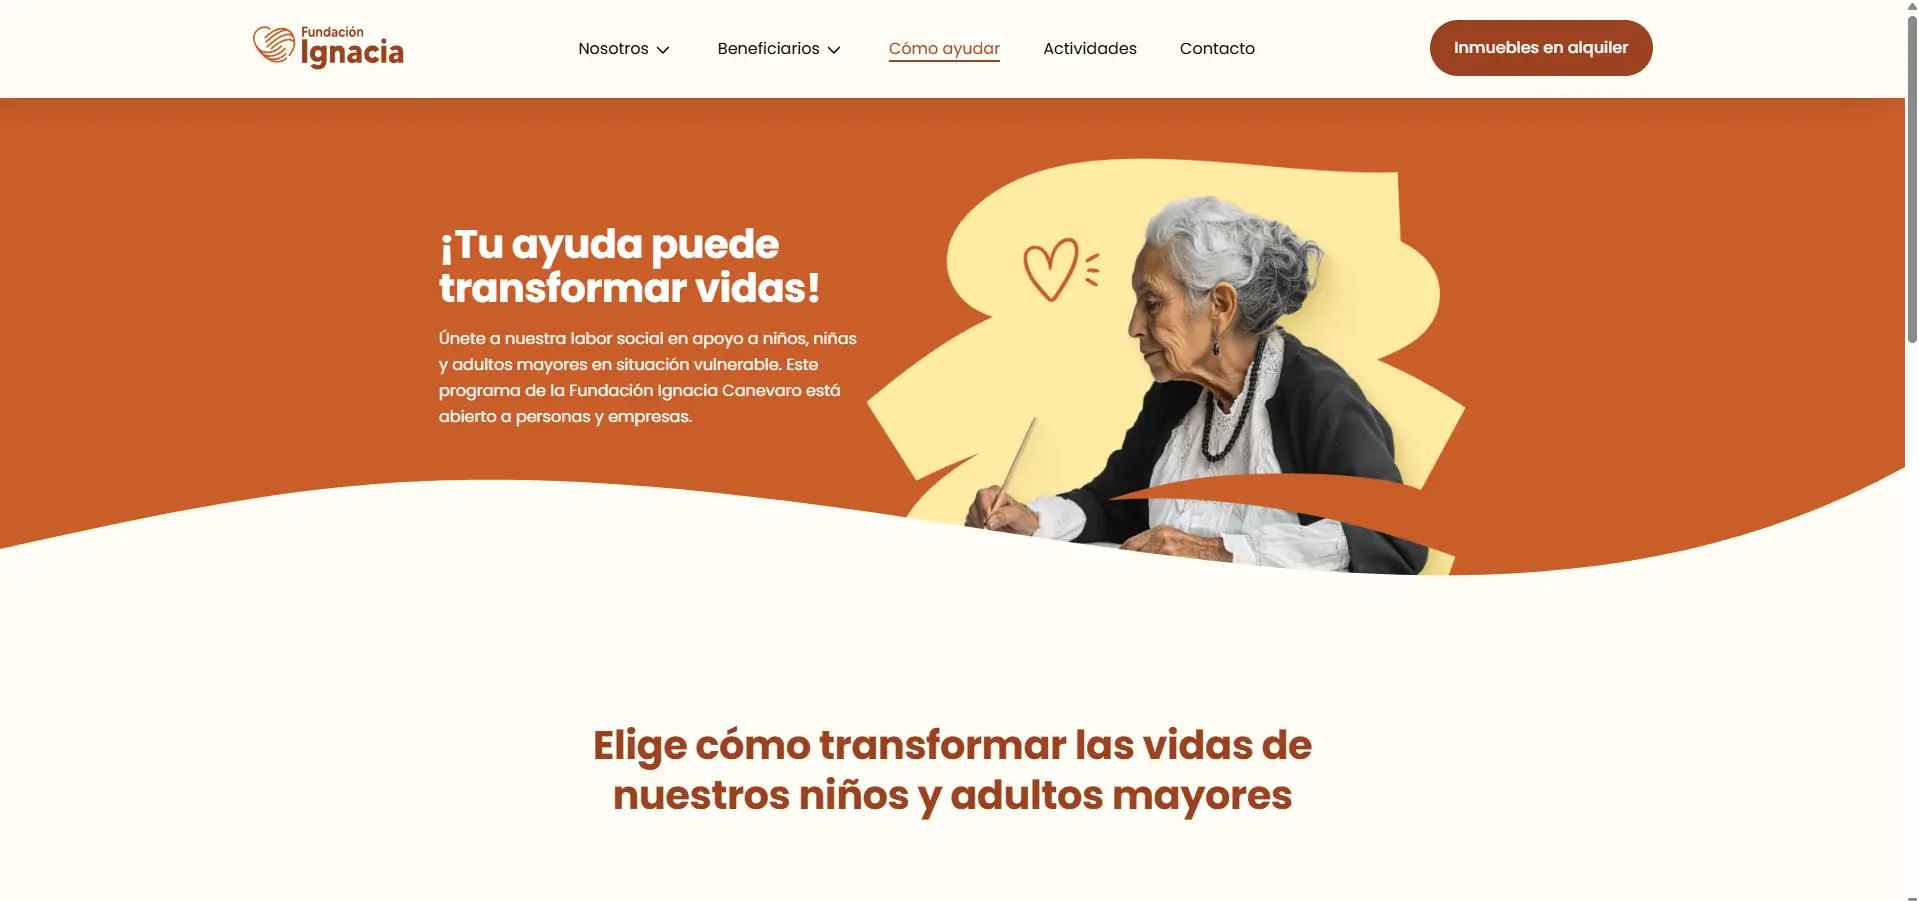 Fundación
Ignacia
Nosotros
Beneficiarios
Cómo ayudar
Actividades
Contacto
Inmuebles en alquiler
¡Tu ayuda puede
transformar vidas!
Únete a nuestra labor social en apoyo a niños, niñas
y adultos mayores en situación vulnerable. Este
programa de la Fundación Ignacia Canevaro está
abierto a personas y empresas.
Elige cómo transformar las vidas de
nuestros niños y adultos mayores